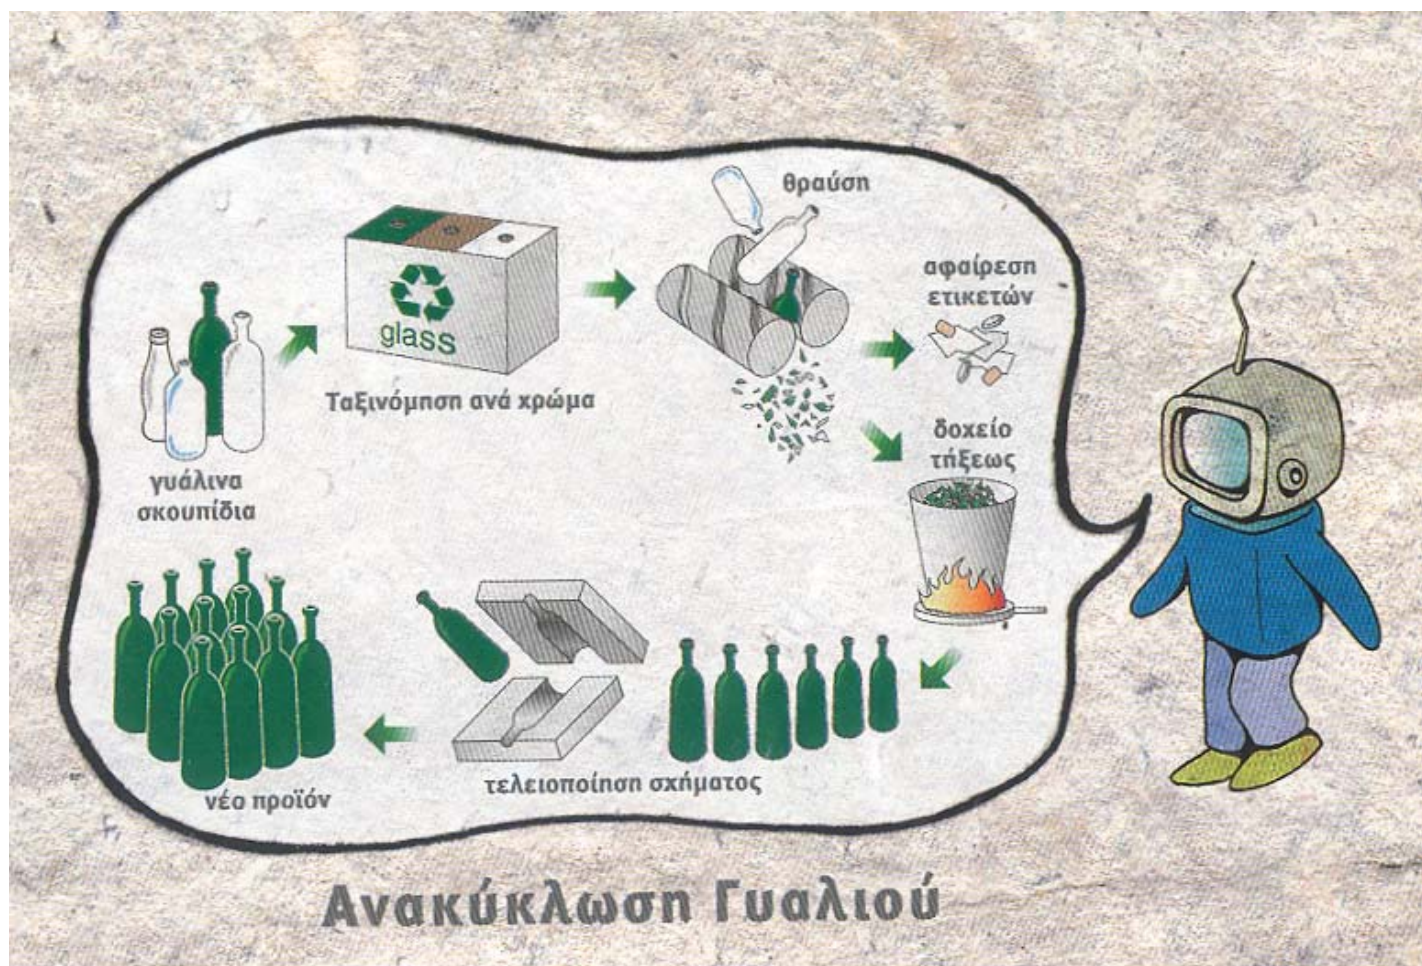 θραύση
αφαίρεση
ετικετών
glass
Ταξινόμηση ανά χρώμα
δοχείο
τήξεως
γυάλινα
σκουπίδια
τελειοποίηση σχήματος
νέο προϊόν
Ανακύκλωση Γυαλιού